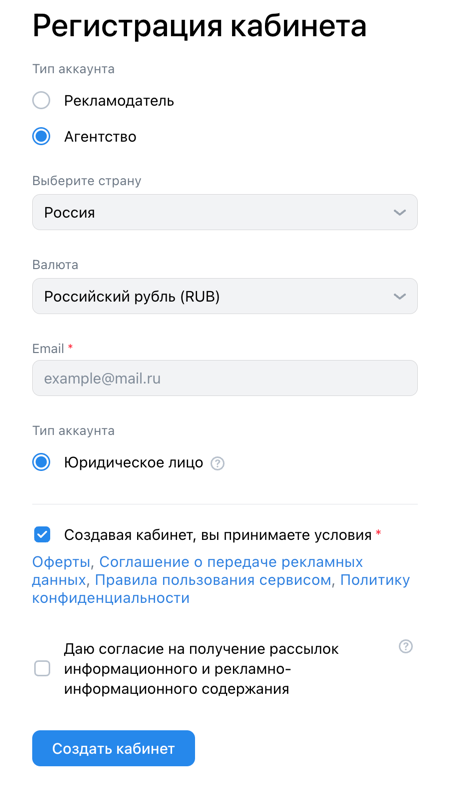 Регистрация кабинета
Тип аккаунта
Рекламодатель
Агентство
Выберите страну
Россия
Валюта
Российский рубль (RUB)
Email *
example@mail.ru
Тип аккаунта
Юридическое лицо ?
Создавая кабинет, вы принимаете условия *
Оферты, Соглашение о передаче рекламных
данных, Правила пользования сервисом, Политику
конфиденциальности
Даю согласие на получение рассылок ?
информационного и рекламно-
информационного содержания
Создать кабинет